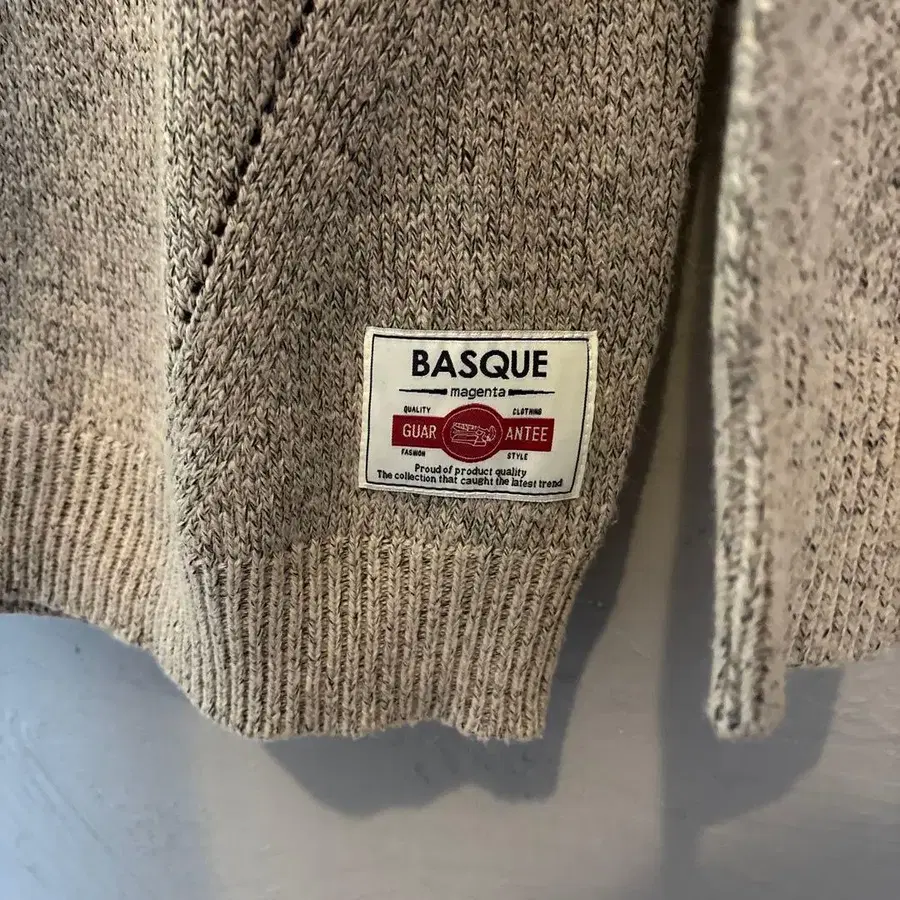 BASQUE
magenta
QUALITY CLOTHING
GUAR ANTEE
FASHION STYLE
Proud of product quality
The collection that caught the latest trend